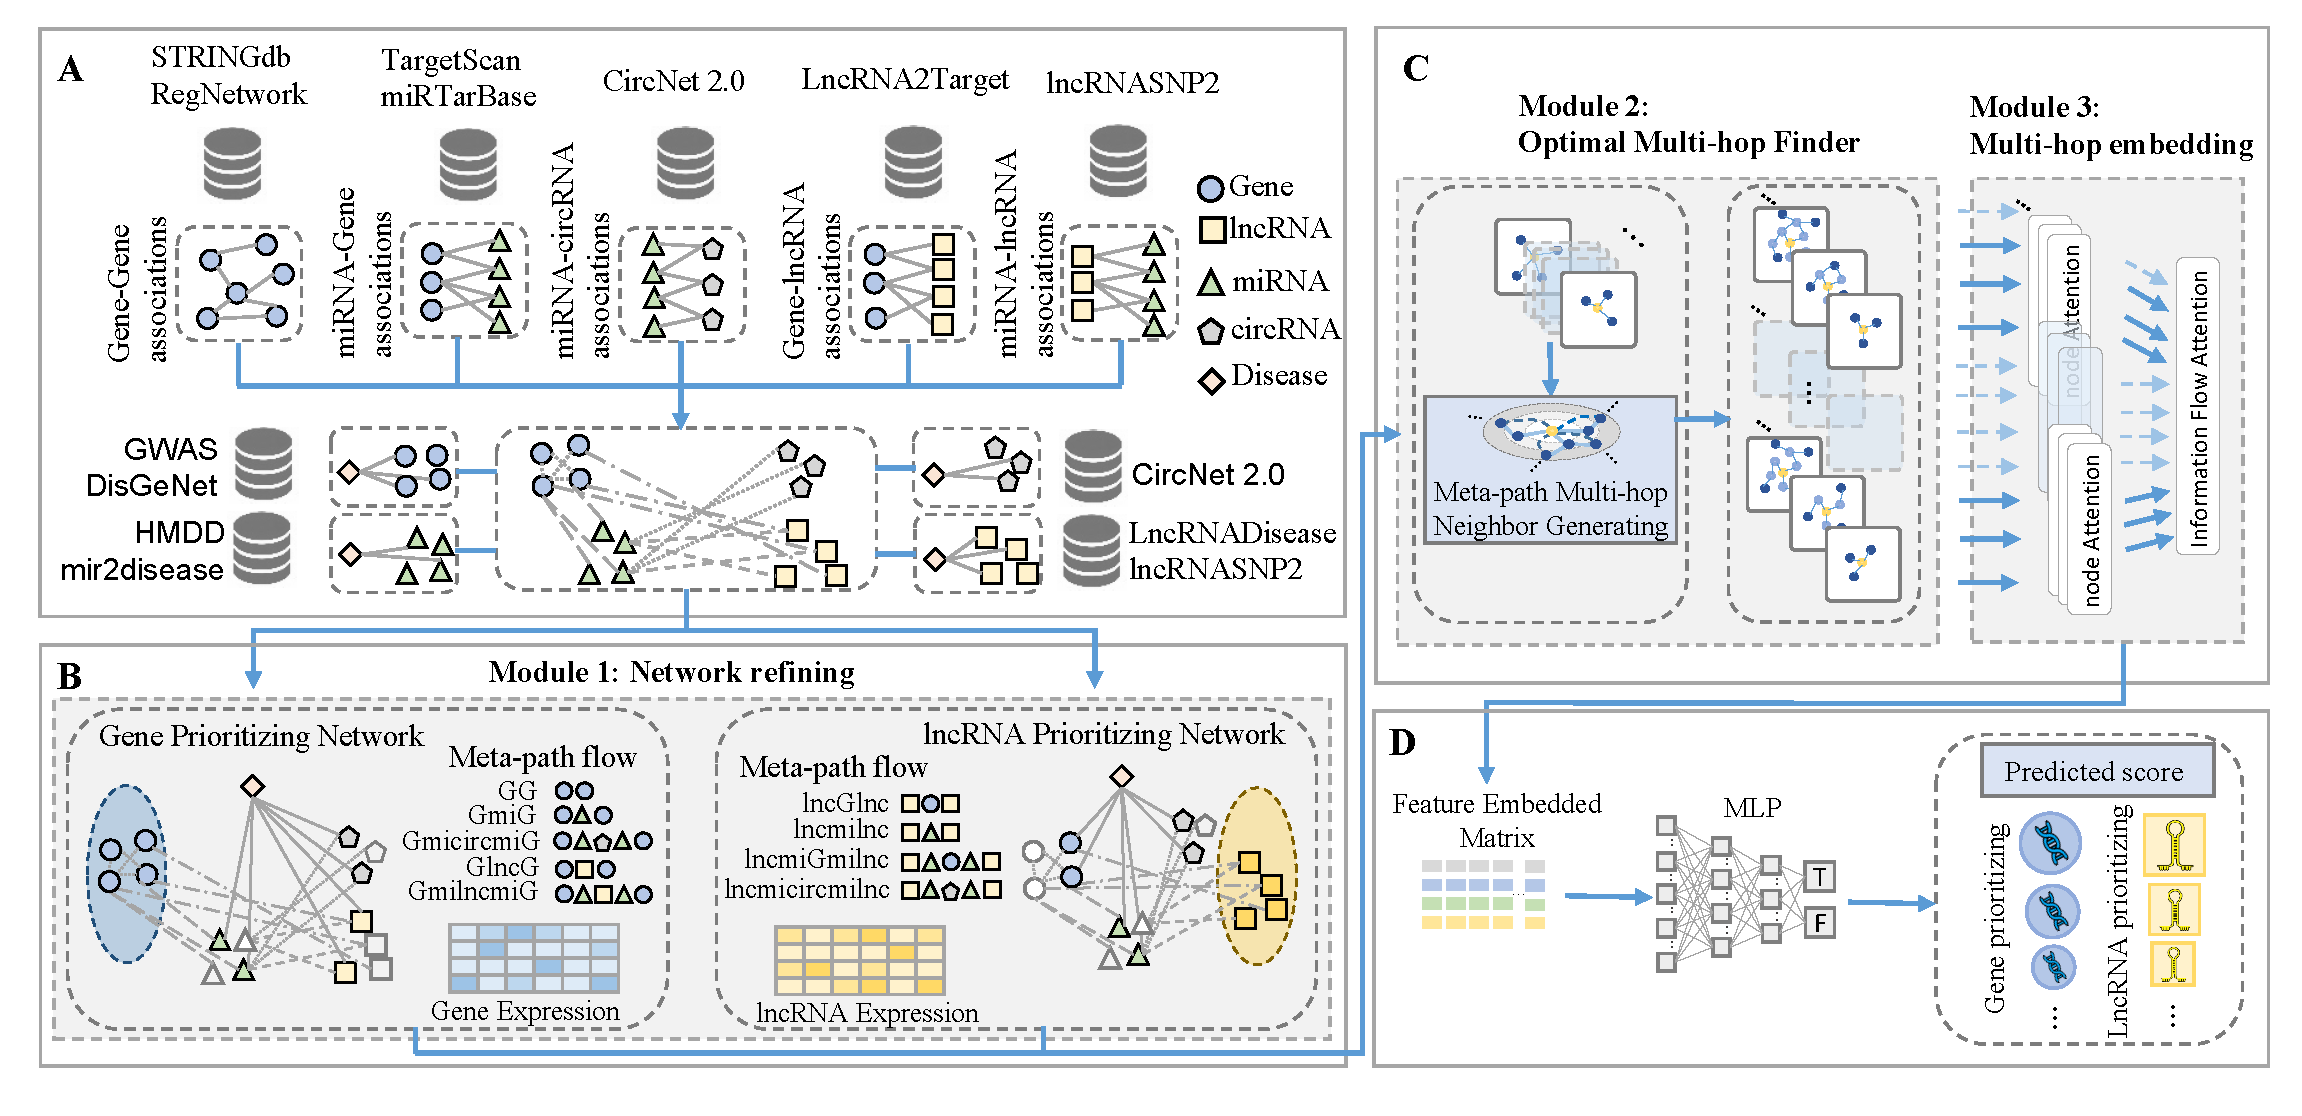 A
STRINGdb
RegNetwork
TargetScan
miRTarBase
CircNet 2.0
LncRNA2Target
lncRNASNP2
Gene-Gene
associations
miRNA-Gene
associations
miRNA-circRNA
associations
Gene-lncRNA
associations
miRNA-lncRNA
associations
Gene
lncRNA
miRNA
circRNA
Disease
GWAS
DisGeNet
HMDD
mir2disease
CircNet 2.0
LncRNADisease
lncRNASNP2
B
Module 1: Network refining
Gene Prioritizing Network
Meta-path flow
GG
GmiG
GmicircmiG
GlncG
GmilncmiG
Gene Expression
lncRNA Prioritizing Network
Meta-path flow
lncGlnc
lncmilnc
lncmiGmilnc
lncmicircmilnc
lncRNA Expression
C
Module 2:
Optimal Multi-hop Finder
Meta-path Multi-hop
Neighbor Generating
Module 3:
Multi-hop embedding
node Attention
node Attention
Information Flow Attention
D
Feature Embedded
Matrix
MLP
T
F
Predicted score
Gene prioritizing
LncRNA prioritizing